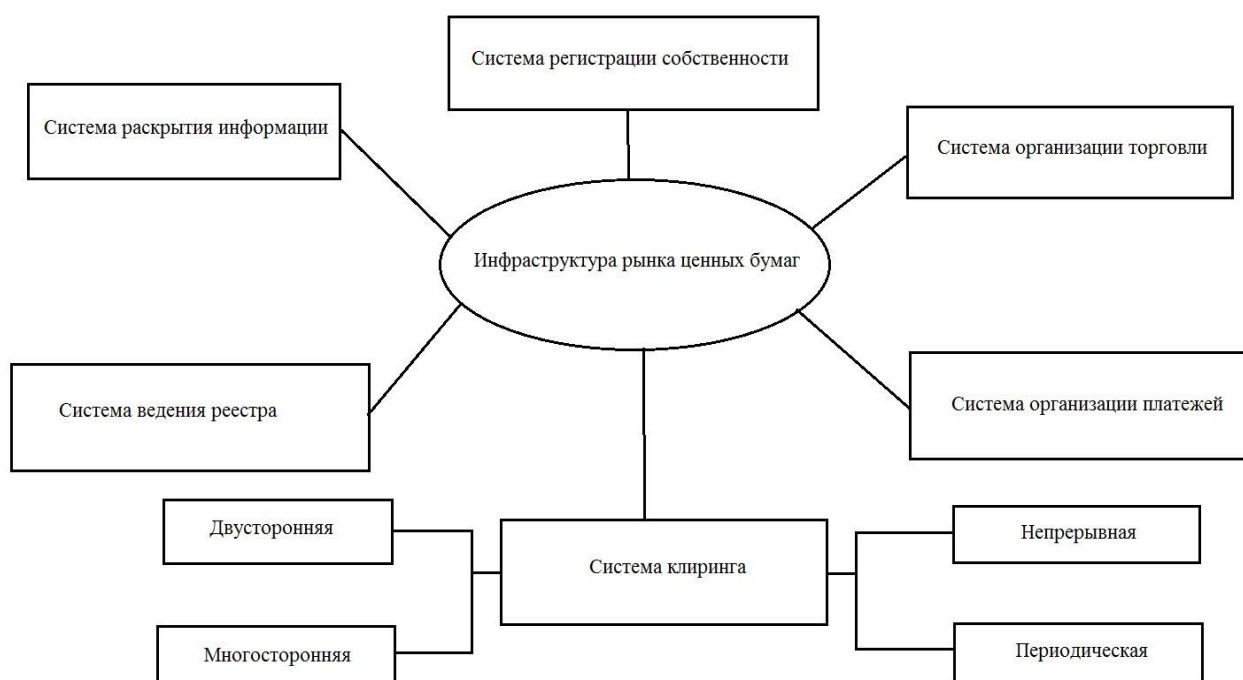 Система регистрации собственности
Система раскрытия информации
Система организации торговли
Инфраструктура рынка ценных бумаг
Система ведения реестра
Система организации платежей
Двусторонняя
Система клиринга
Непрерывная
Многосторонняя
Периодическая